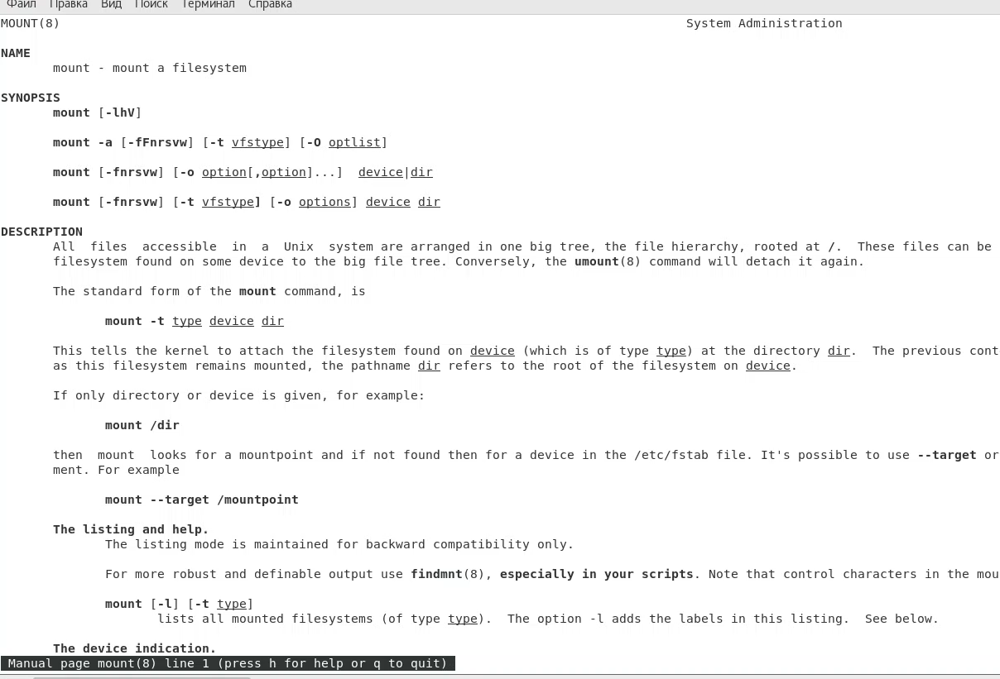 Файл Правка Вид Поиск Терминал Справка
MOUNT(8) System Administration
NAME
mount - mount a filesystem
SYNOPSIS
mount [-lhV]
mount -a [-fFnrsvw] [-t vfstype] [-O optlist]
mount [-fnrsvw] [-o option[,option]...]  device|dir
mount [-fnrsvw] [-t vfstype] [-o options] device dir
DESCRIPTION
All  files  accessible  in  a  Unix  system are arranged in one big tree, the file hierarchy, rooted at /.  These files can be
filesystem found on some device to the big file tree. Conversely, the umount(8) command will detach it again.
The standard form of the mount command, is
mount -t type device dir
This tells the kernel to attach the filesystem found on device (which is of type type) at the directory dir.  The previous cont
as this filesystem remains mounted, the pathname dir refers to the root of the filesystem on device.
If only directory or device is given, for example:
mount /dir
then  mount  looks for a mountpoint and if not found then for a device in the /etc/fstab file. It's possible to use --target or
ment. For example
mount --target /mountpoint
The listing and help.
The listing mode is maintained for backward compatibility only.
For more robust and definable output use findmnt(8), especially in your scripts. Note that control characters in the mou
mount [-l] [-t type]
lists all mounted filesystems (of type type).  The option -l adds the labels in this listing.  See below.
The device indication.
Manual page mount(8) line 1 (press h for help or q to quit)